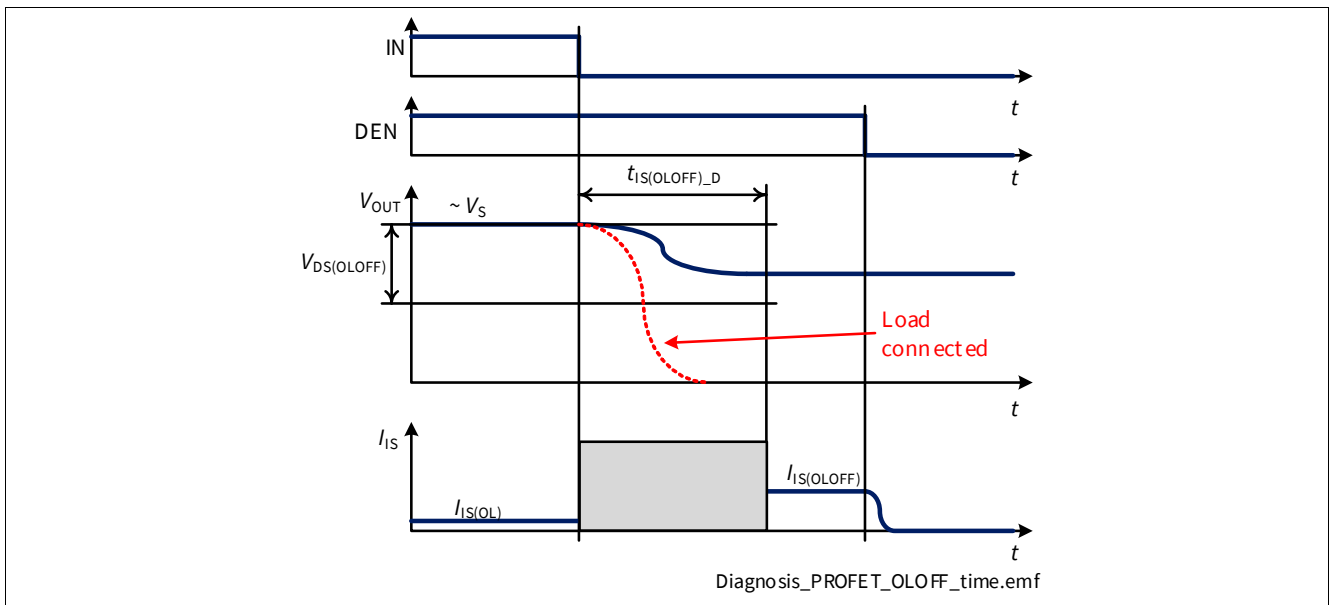 IN
t
DEN
t
tIS(OLOFF)_D
VOUT
~ VS
VDS(OLOFF)
Load
connected
t
IIS
IIS(OLOFF)
IIS(OL)
t
Diagnosis_PROFET_OLOFF_time.emf